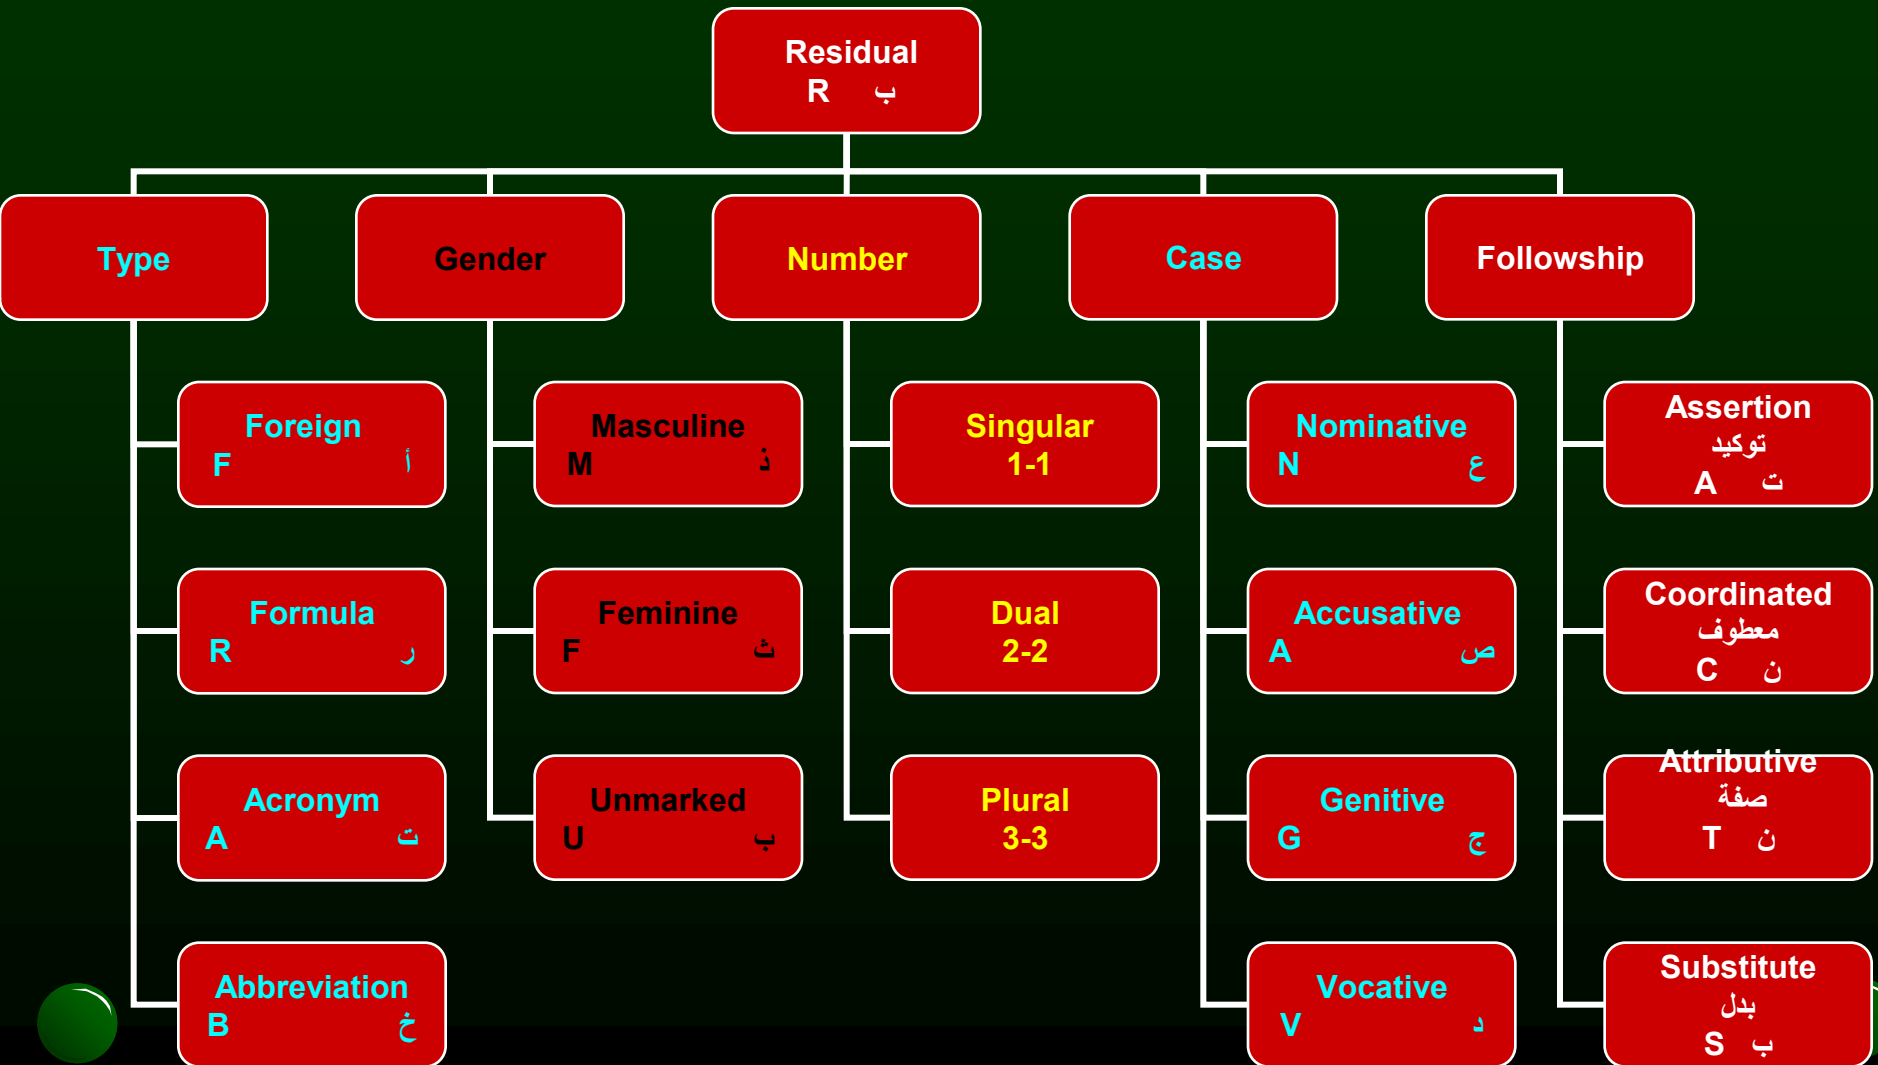 Residual
R ب
Type
Gender
Number
Case
Followship
Foreign
F أ
Masculine
M ذ
Singular
1-1
Nominative
N ع
Assertion
توكيد
A ت
Formula
R ر
Feminine
F ث
Dual
2-2
Accusative
A ص
Coordinated
معطوف
C ن
Acronym
A ت
Unmarked
U ب
Plural
3-3
Genitive
G ج
Attributive
صفة
T ن
Abbreviation
B خ
Vocative
V د
Substitute
بدل
S ب